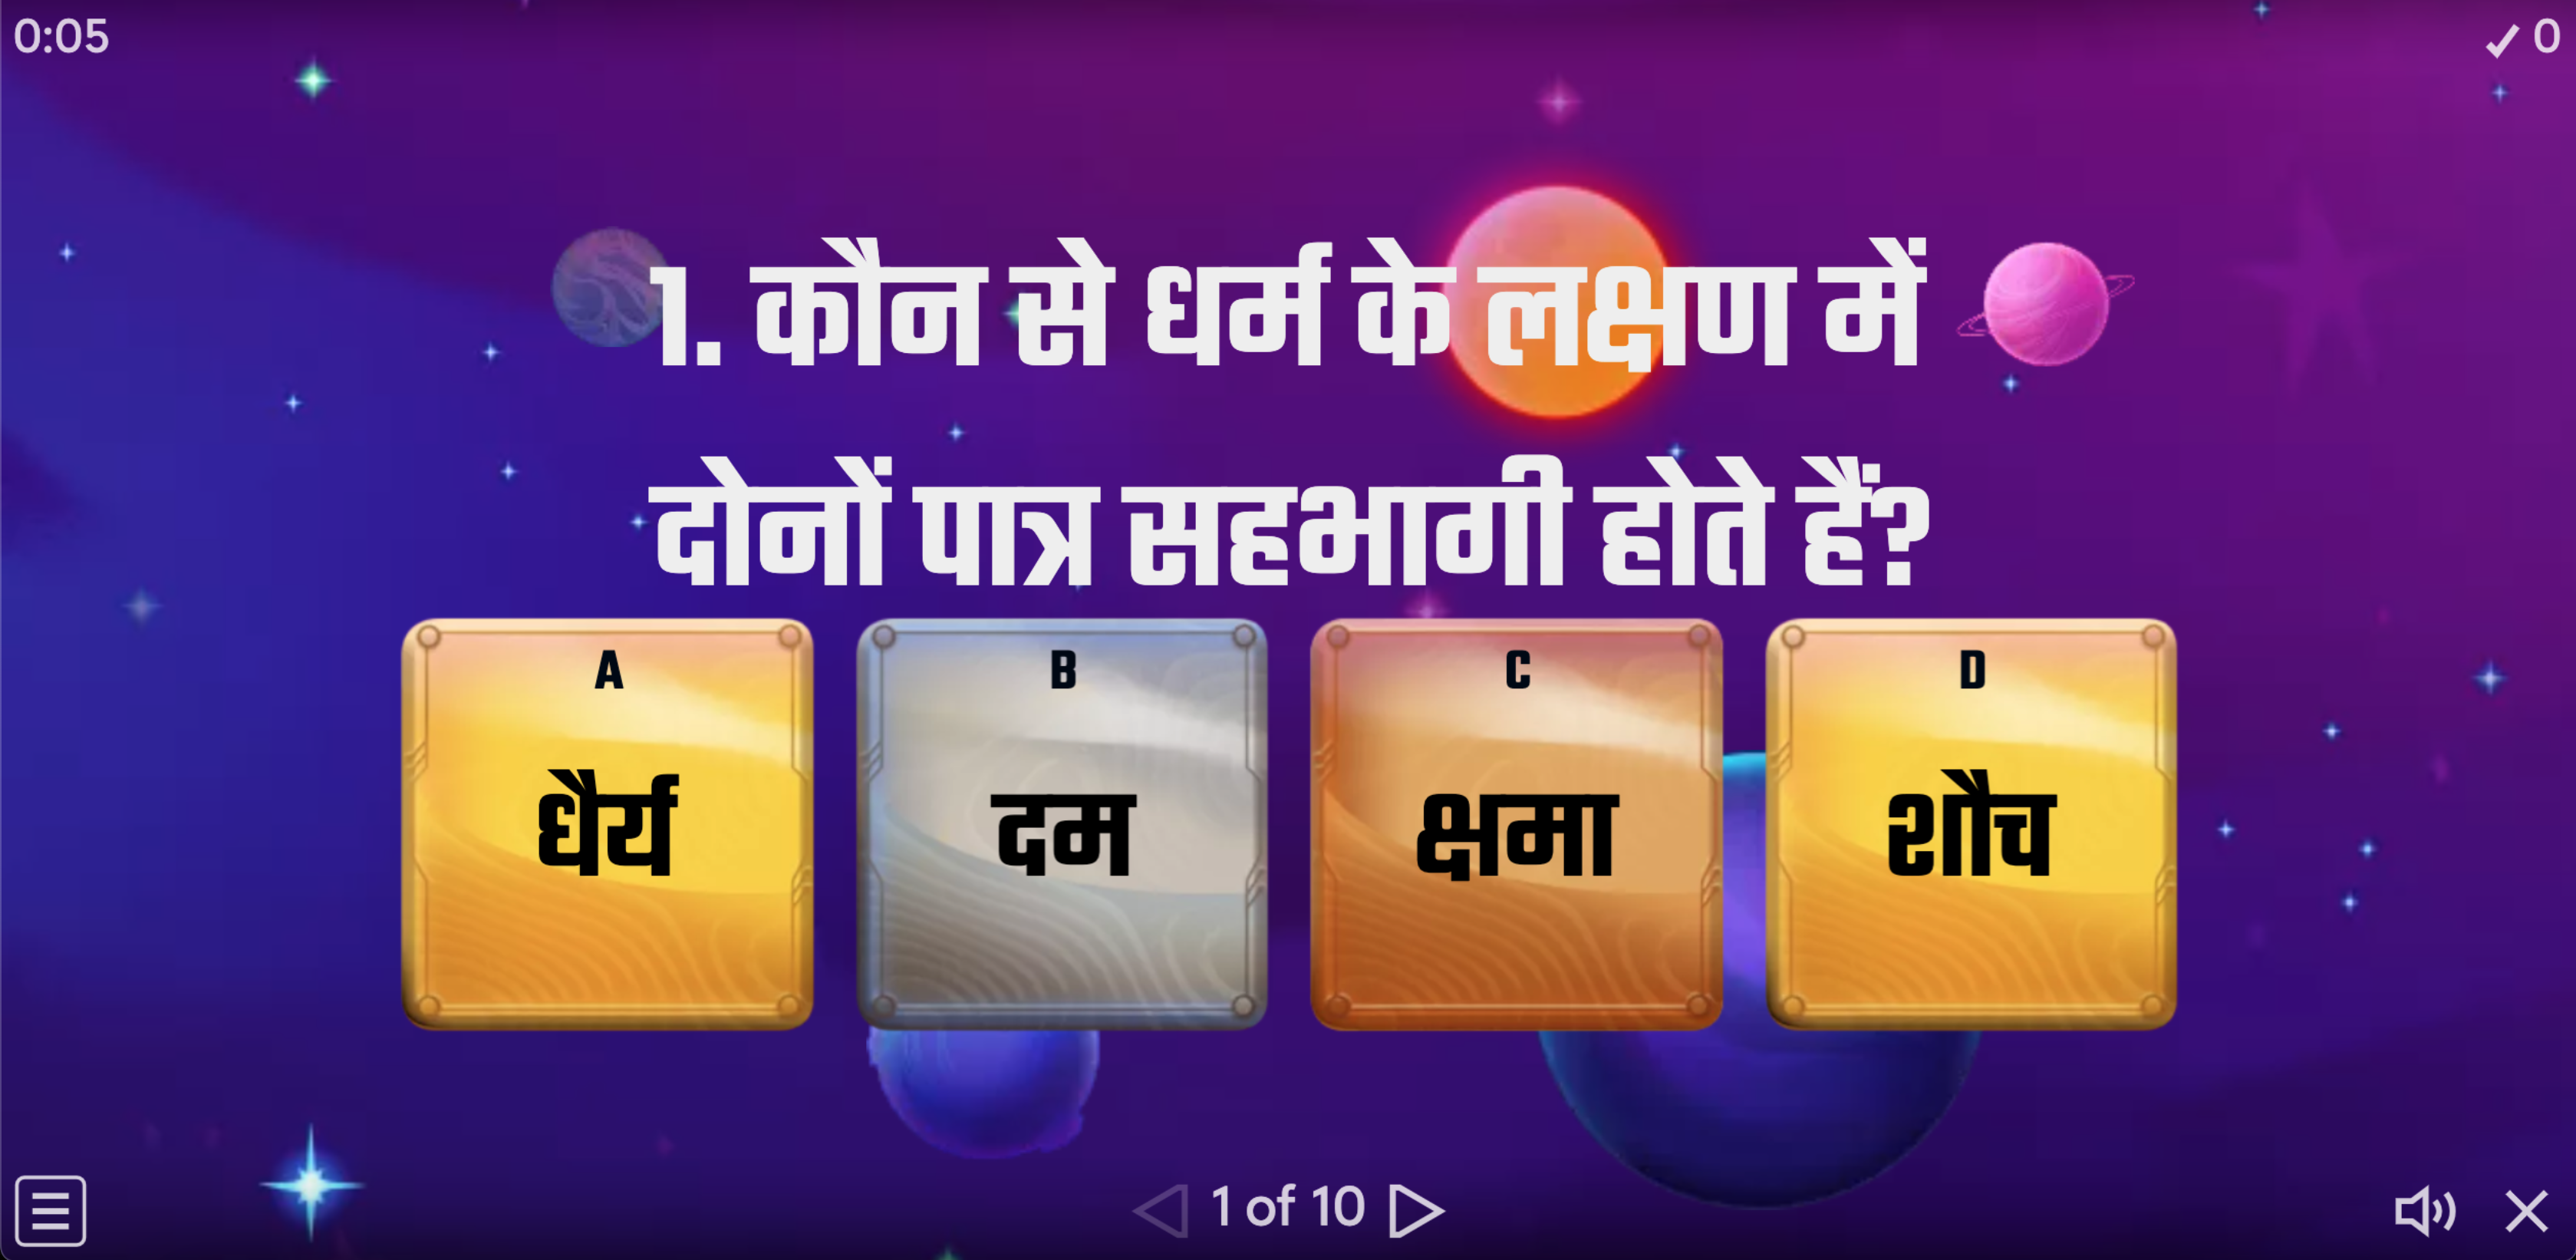 0:05
0
1. कौन से धर्म के लक्षण में
दोनों पात्र सहभागी होते हैं?
A
धैर्य
B
दम
C
क्षमा
D
शौच
1 of 10